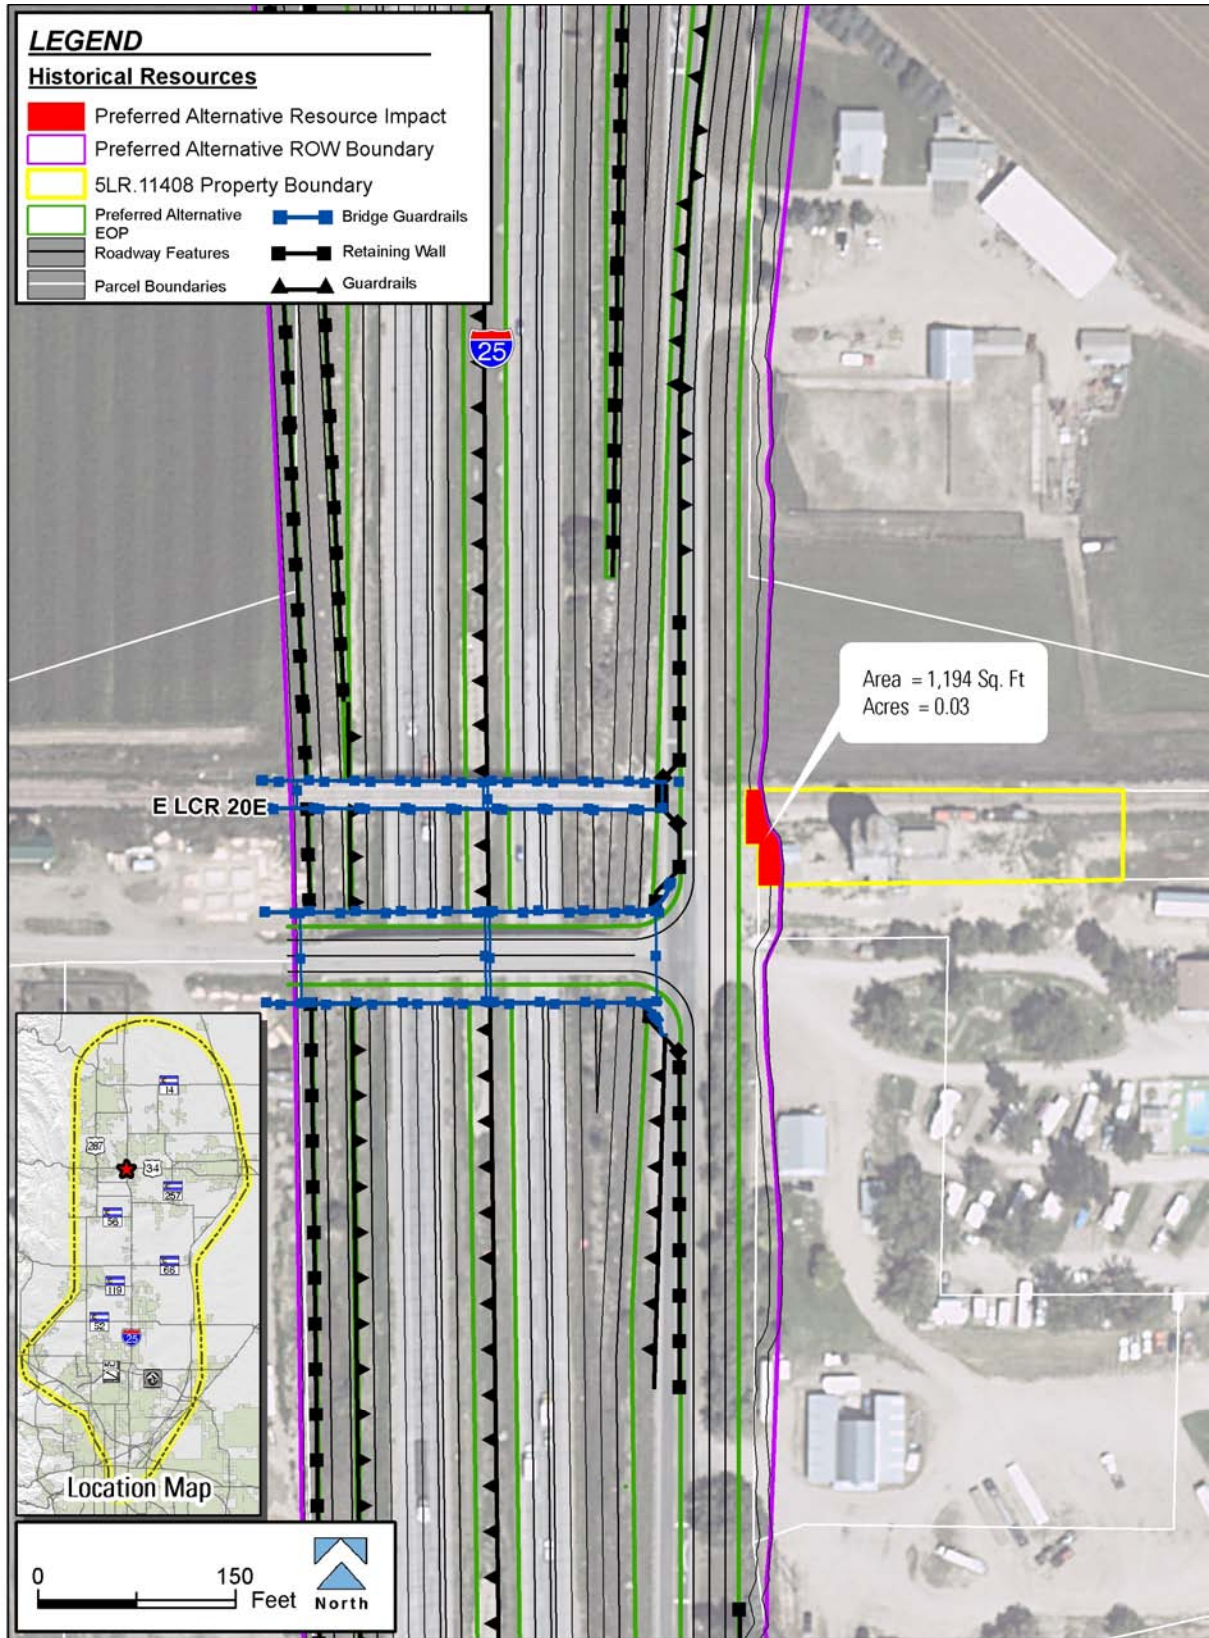 LEGEND
Historical Resources
Preferred Alternative Resource Impact
Preferred Alternative ROW Boundary
5LR.11408 Property Boundary
Preferred Alternative
EOP
Bridge Guardrails
Roadway Features
Retaining Wall
Parcel Boundaries
Guardrails
25
Area = 1,194 Sq. Ft
Acres = 0.03
E LCR 20E
14
287
34
257
56
66
119
52
25
Location Map
0 150
Feet
North